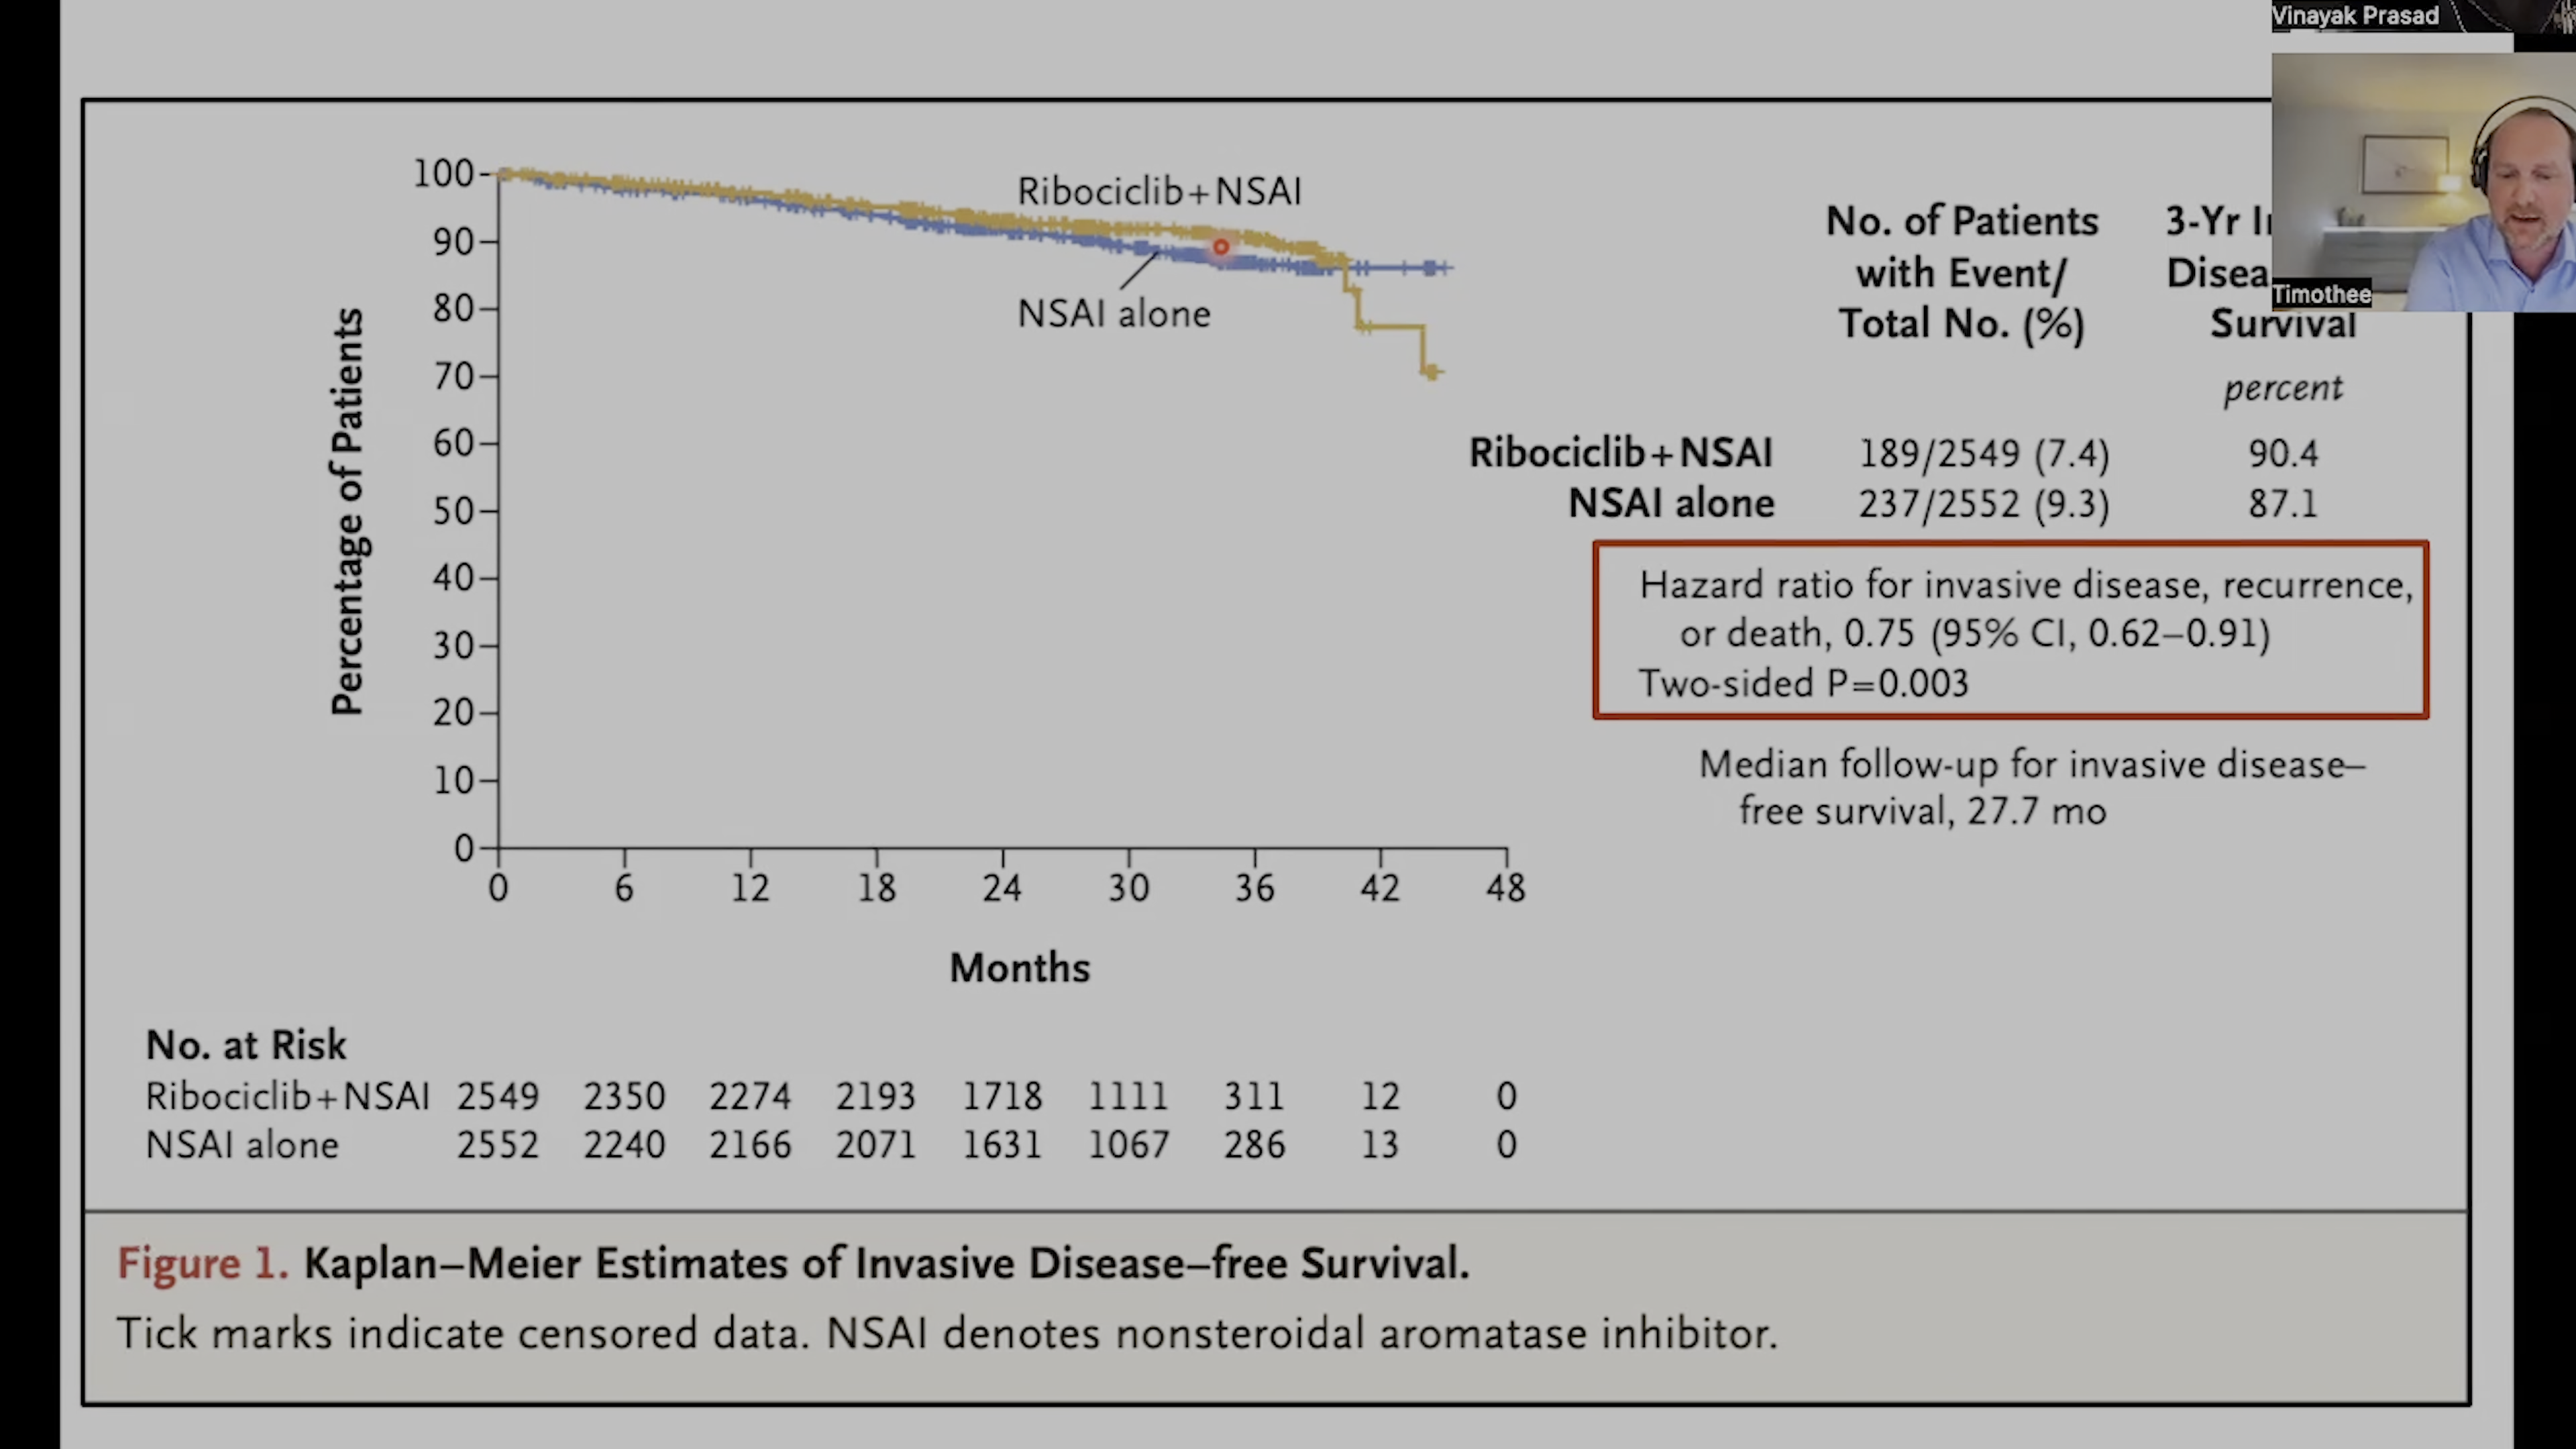 Vinayak Prasad
Timothee
100
90
80
70
60
50
40
30
20
10
0
Percentage of Patients
Ribociclib+NSAI
NSAI alone
0 6 12 18 24 30 36 42 48
Months
No. of Patients
with Event/
Total No. (%)
3-Yr
Survival
percent
Ribociclib+NSAI 189/2549 (7.4) 90.4
NSAI alone 237/2552 (9.3) 87.1
Hazard ratio for invasive disease, recurrence,
or death, 0.75 (95% CI, 0.62–0.91)
Two-sided P=0.003
Median follow-up for invasive disease–
free survival, 27.7 mo
No. at Risk
Ribociclib+NSAI 2549 2350 2274 2193 1718 1111 311 12 0
NSAI alone 2552 2240 2166 2071 1631 1067 286 13 0
Figure 1. Kaplan–Meier Estimates of Invasive Disease–free Survival.
Tick marks indicate censored data. NSAI denotes nonsteroidal aromatase inhibitor.